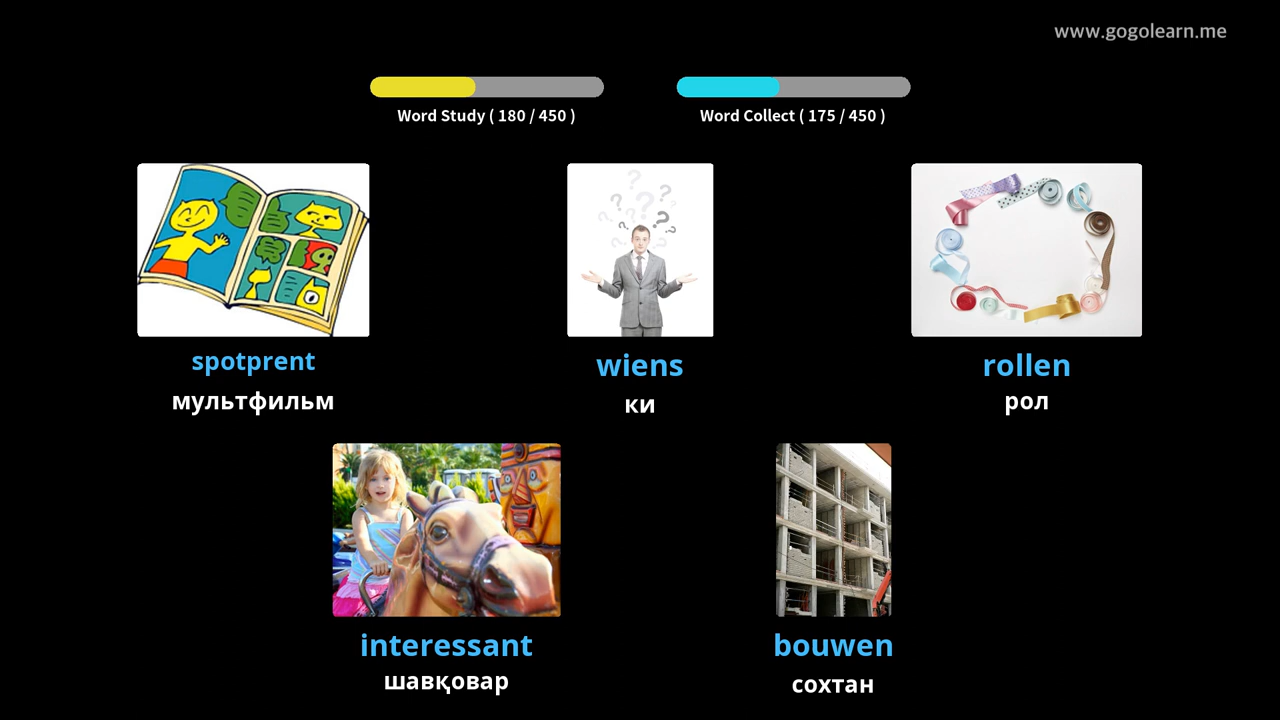 www.gogolearn.me
Word Study ( 180 / 450 )
Word Collect ( 175 / 450 )
spotprent
мультфильм
wiens
ки
rollen
рол
interessant
шавқовар
bouwen
сохтан